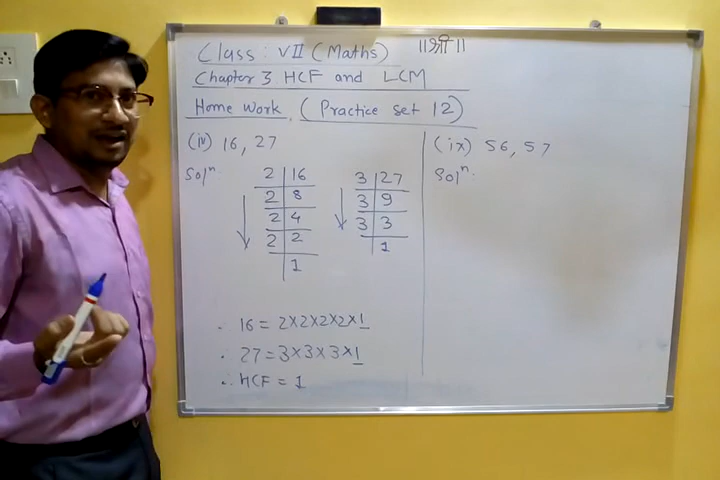 Class : VII (Maths) ॥श्री॥
Chapter 3 HCF and LCM
Home work. (Practice set 12)
(iv) 16, 27
Solⁿ.
2 | 16
2 | 8
2 | 4
2 | 2
1
3 | 27
3 | 9
3 | 3
1
∴ 16 = 2×2×2×2×1
∴ 27 = 3×3×3×1
∴ HCF = 1
(ix) 56, 57
Solⁿ.